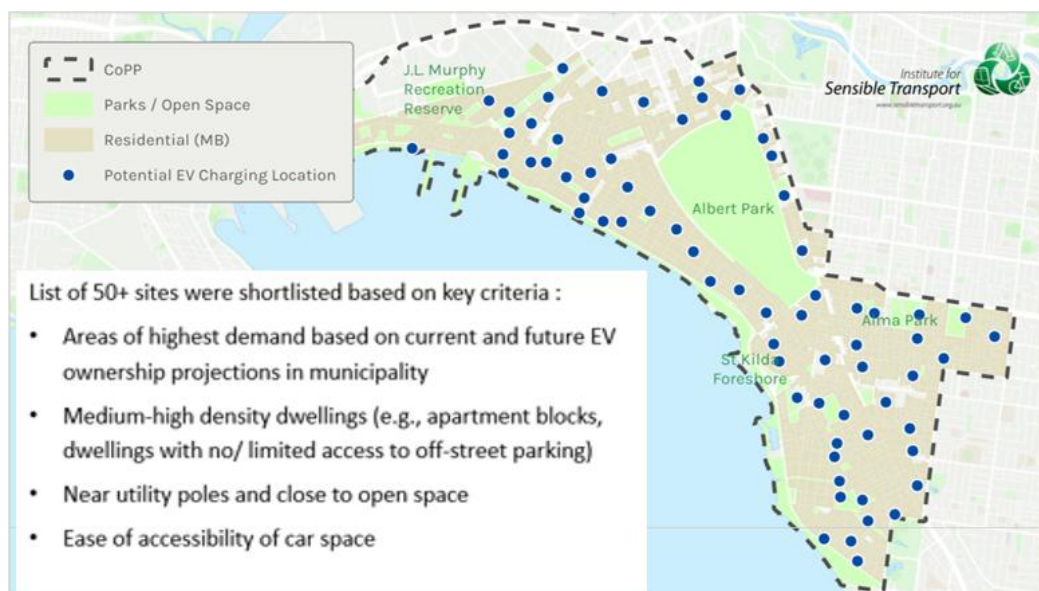 CoPP
Parks / Open Space
Residential (MB)
Potential EV Charging Location
J.L. Murphy
Recreation
Reserve
Institute for
Sensible Transport
www.sensibletransport.org.au
Albert Park
Alma Park
St Kilda
Foreshore
List of 50+ sites were shortlisted based on key criteria :
• Areas of highest demand based on current and future EV
ownership projections in municipality
• Medium-high density dwellings (e.g., apartment blocks,
dwellings with no/ limited access to off-street parking)
• Near utility poles and close to open space
• Ease of accessibility of car space